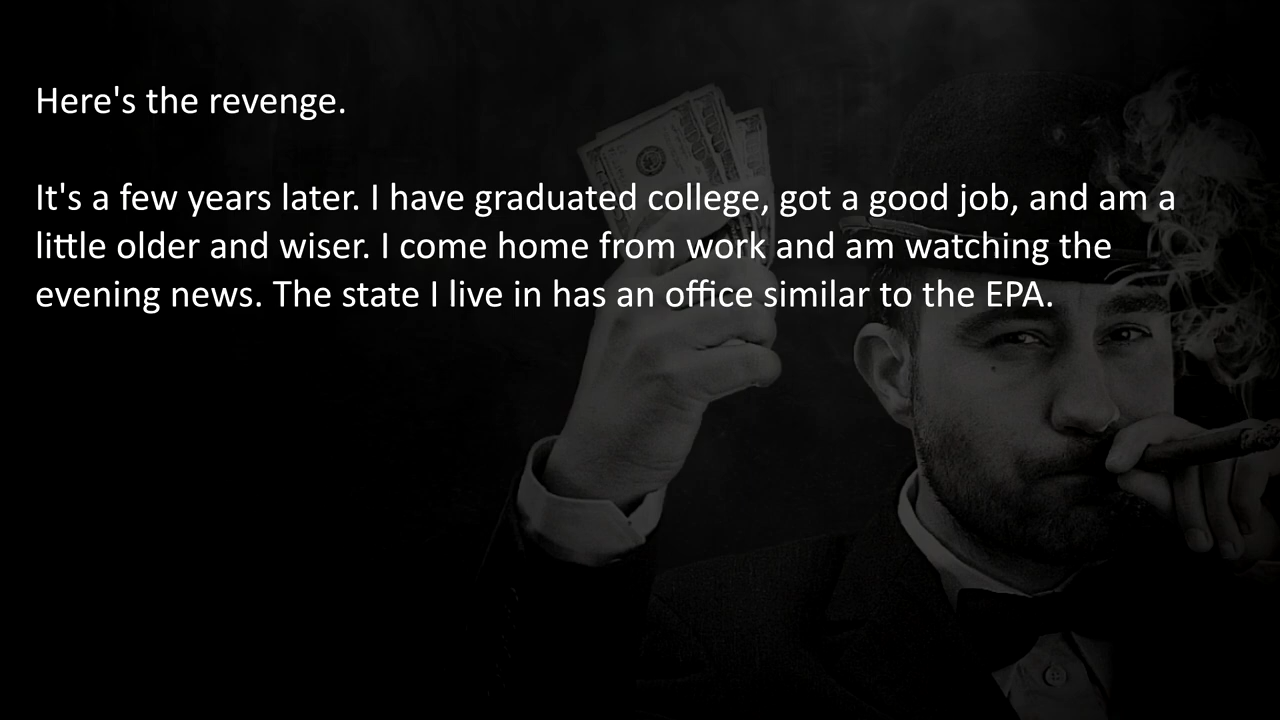 Here's the revenge.
It's a few years later. I have graduated college, got a good job, and am a
little older and wiser. I come home from work and am watching the
evening news. The state I live in has an office similar to the EPA.